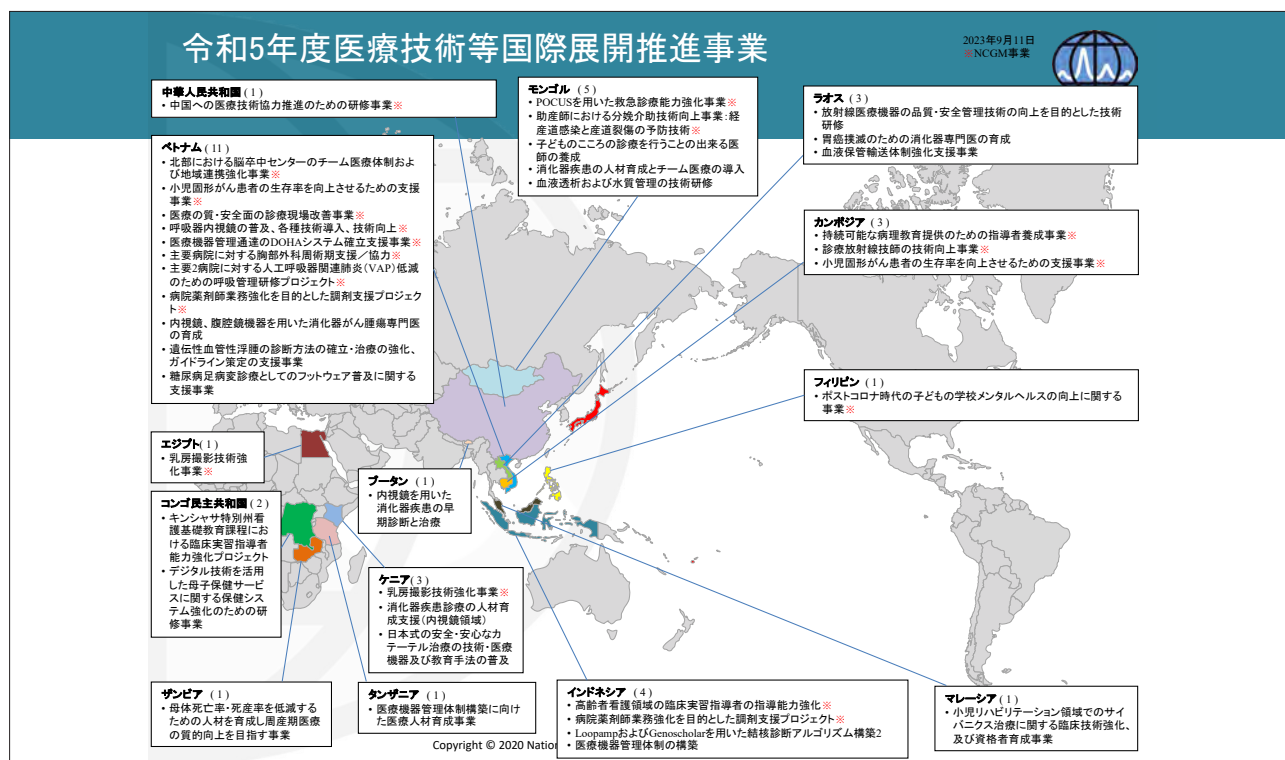 令和5年度医療技術等国際展開推進事業
2023年9月11日
※NCGM事業
中華人民共和国 ( 1 )
• 中国への医療技術協力推進のための研修事業※
ベトナム ( 11 )
• 北部における脳卒中センターのチーム医療体制およ
び地域連携強化事業※
• 小児固形がん患者の生存率を向上させるための支援
事業※
• 医療の質・安全面の診療現場改善事業※
• 呼吸器内視鏡の普及、各種技術導入、技術向上※
• 医療機器管理通達のDOHAシステム確立支援事業※
• 主要病院に対する胸部外科周術期支援／協力※
• 主要2病院に対する人工呼吸器関連肺炎(VAP)低減
のための呼吸管理研修プロジェクト※
• 病院薬剤師業務強化を目的とした調剤支援プロジェク
ト※
• 内視鏡、腹腔鏡機器を用いた消化器がん腫瘍専門医
の育成
• 遺伝性血管性浮腫の診断方法の確立・治療の強化、
ガイドライン策定の支援事業
• 糖尿病足病変診療としてのフットウェア普及に関する
支援事業
モンゴル ( 5 )
• POCUSを用いた救急診療能力強化事業※
• 助産師における分娩介助技術向上事業：経
産道感染と産道裂傷の予防技術※
• 子どものこころの診療を行うことの出来る医
師の養成
• 消化器疾患の人材育成とチーム医療の導入
• 血液透析および水質管理の技術研修
ラオス ( 3 )
• 放射線医療機器の品質・安全管理技術の向上を目的とした技術
研修
• 胃癌撲滅のための消化器専門医の育成
• 血液保管輸送体制強化支援事業
カンボジア ( 3 )
• 持続可能な病理教育提供のための指導者養成事業※
• 診療放射線技師の技術向上事業※
• 小児固形がん患者の生存率を向上させるための支援事業※
フィリピン ( 1 )
• ポストコロナ時代の子どもの学校メンタルヘルスの向上に関する
事業※
エジプト( 1 )
• 乳房撮影技術強
化事業※
ブータン ( 1 )
• 内視鏡を用いた
消化器疾患の早
期診断と治療
コンゴ民主共和国 ( 2 )
• キンシャサ特別州看
護基礎教育課程にお
ける臨床実習指導者
能力強化プロジェクト
• デジタル技術を活用
した母子保健サービ
スに関する保健シス
テム強化のための研
修事業
ケニア( 3 )
• 乳房撮影技術強化事業※
• 消化器疾患診療の人材育
成支援(内視鏡領域)
• 日本式の安全・安心なカ
テーテル治療の技術・医療
機器及び教育手法の普及
ザンビア ( 1 )
• 母体死亡率・死産率を低減する
ための人材を育成し周産期医療
の質的向上を目指す事業
タンザニア ( 1 )
• 医療機器管理体制構築に向
けた医療人材育成事業
インドネシア ( 4 )
• 高齢者看護領域の臨床実習指導者の指導能力強化※
• 病院薬剤師業務強化を目的とした調剤支援プロジェクト※
• LoopampおよびGenoscholarを用いた結核診断アルゴリズム構築2
• 医療機器管理体制の構築
マレーシア ( 1 )
• 小児リハビリテーション領域でのサイ
バニクス治療に関する臨床技術強化、
及び資格者育成事業
Copyright © 2020 Nation